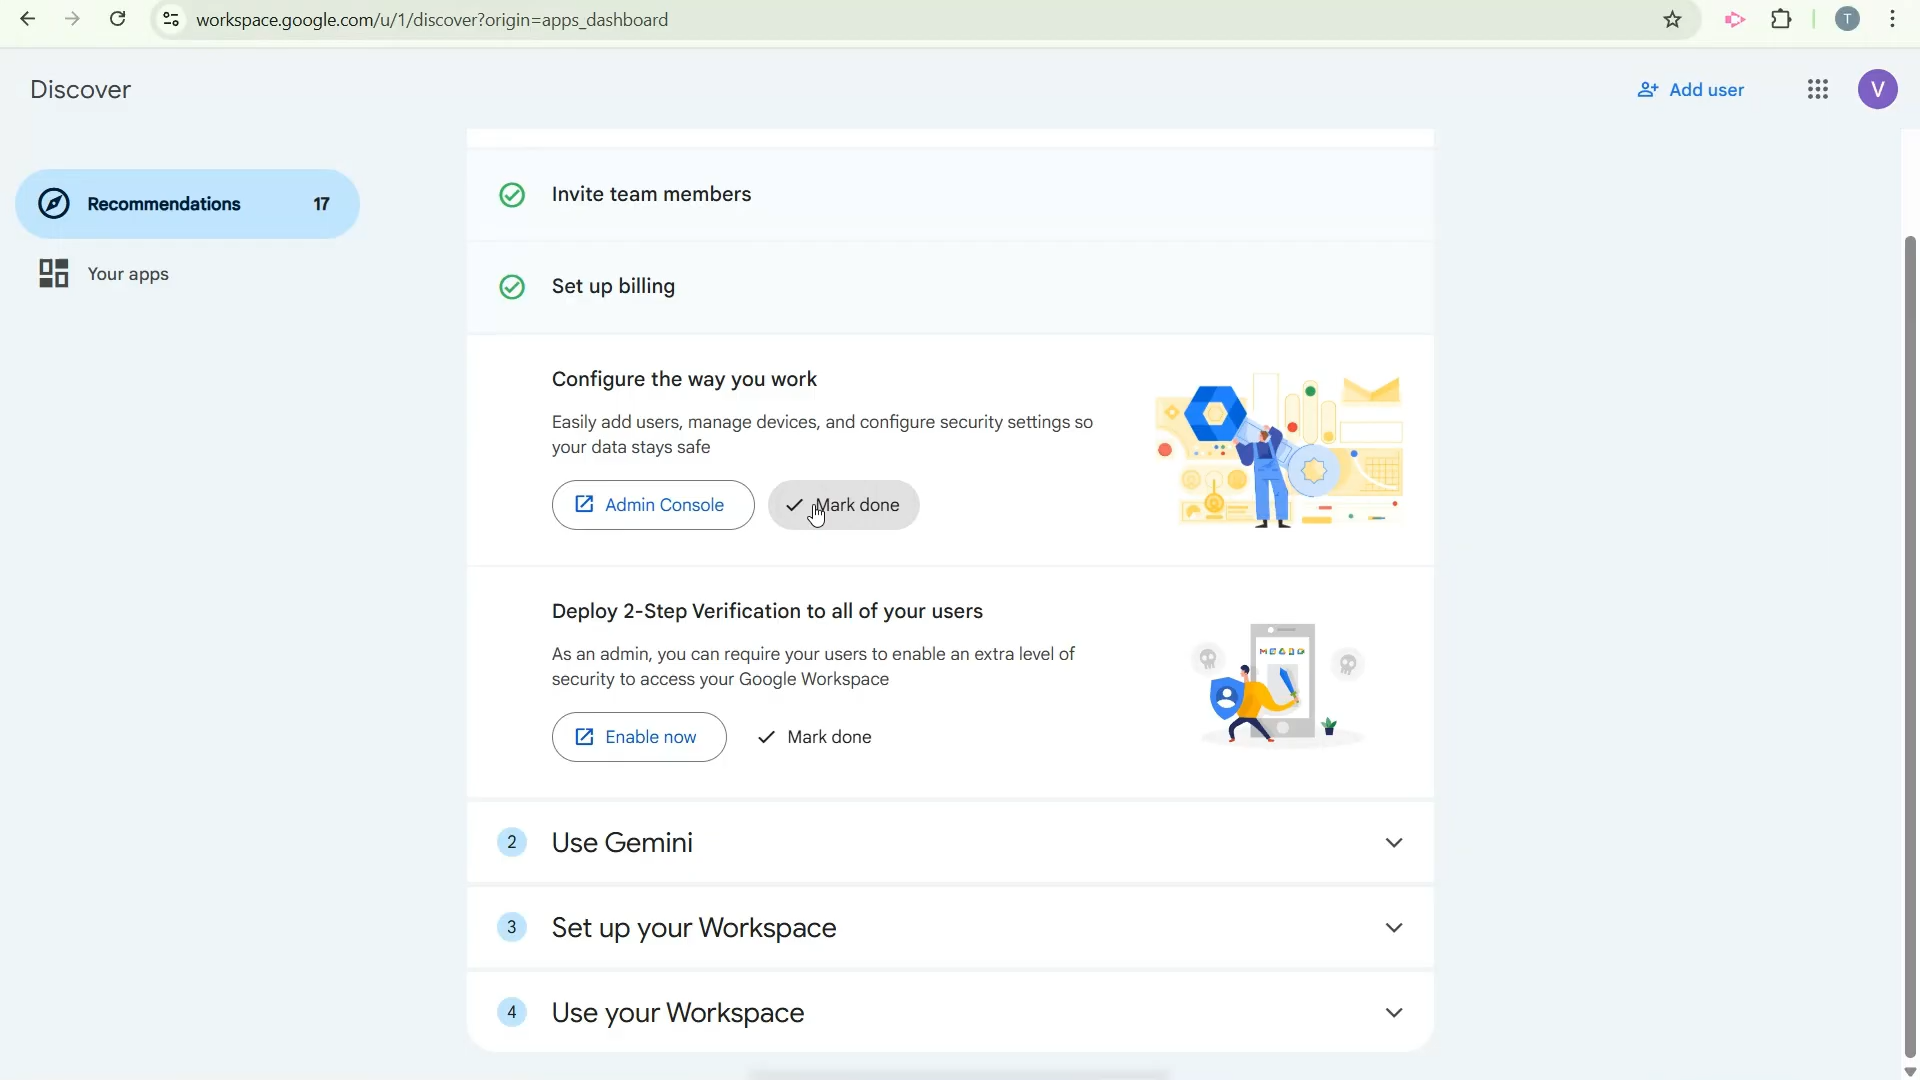 workspace.google.com/u/1/discover?origin=apps_dashboard
T
Discover
Add user
V
Recommendations 17
Your apps
Invite team members
Set up billing
Configure the way you work
Easily add users, manage devices, and configure security settings so
your data stays safe
Admin Console
Mark done
Deploy 2-Step Verification to all of your users
As an admin, you can require your users to enable an extra level of
security to access your Google Workspace
Enable now
Mark done
2 Use Gemini
3 Set up your Workspace
4 Use your Workspace